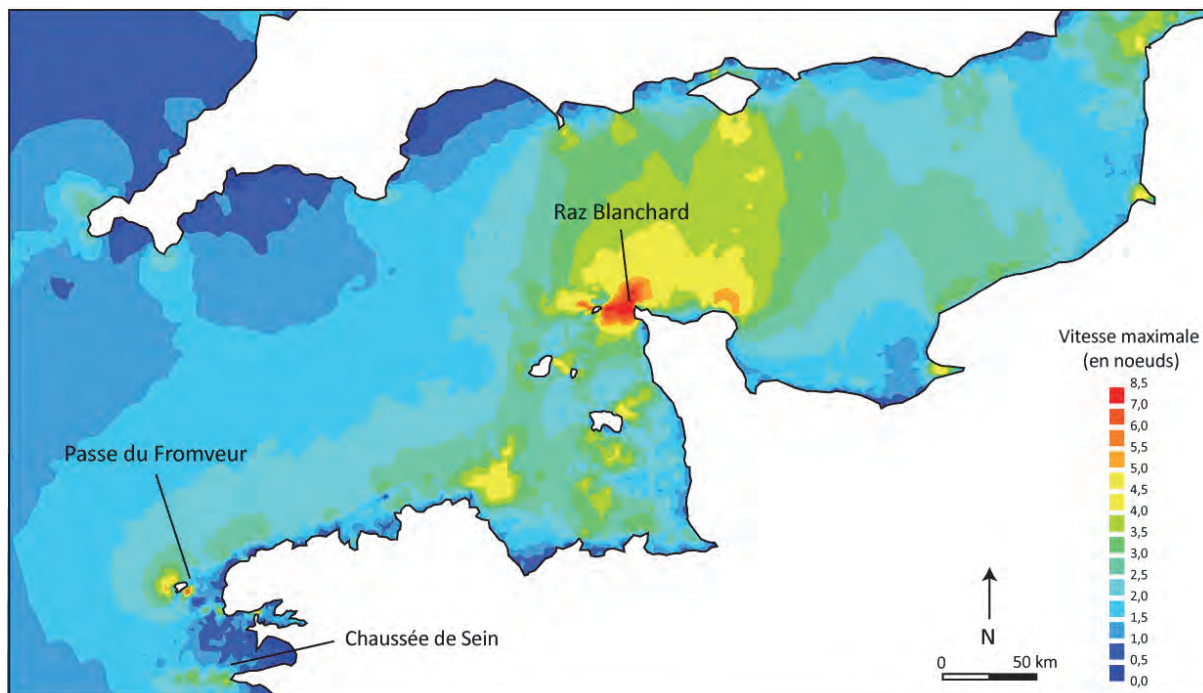 Raz Blanchard
Vitesse maximale
(en noeuds)
8,5
7,0
6,0
5,5
5,0
4,5
4,0
3,5
3,0
2,5
2,0
1,5
1,0
0,5
0,0
Passe du Fromveur
Chaussée de Sein
N
0 50 km